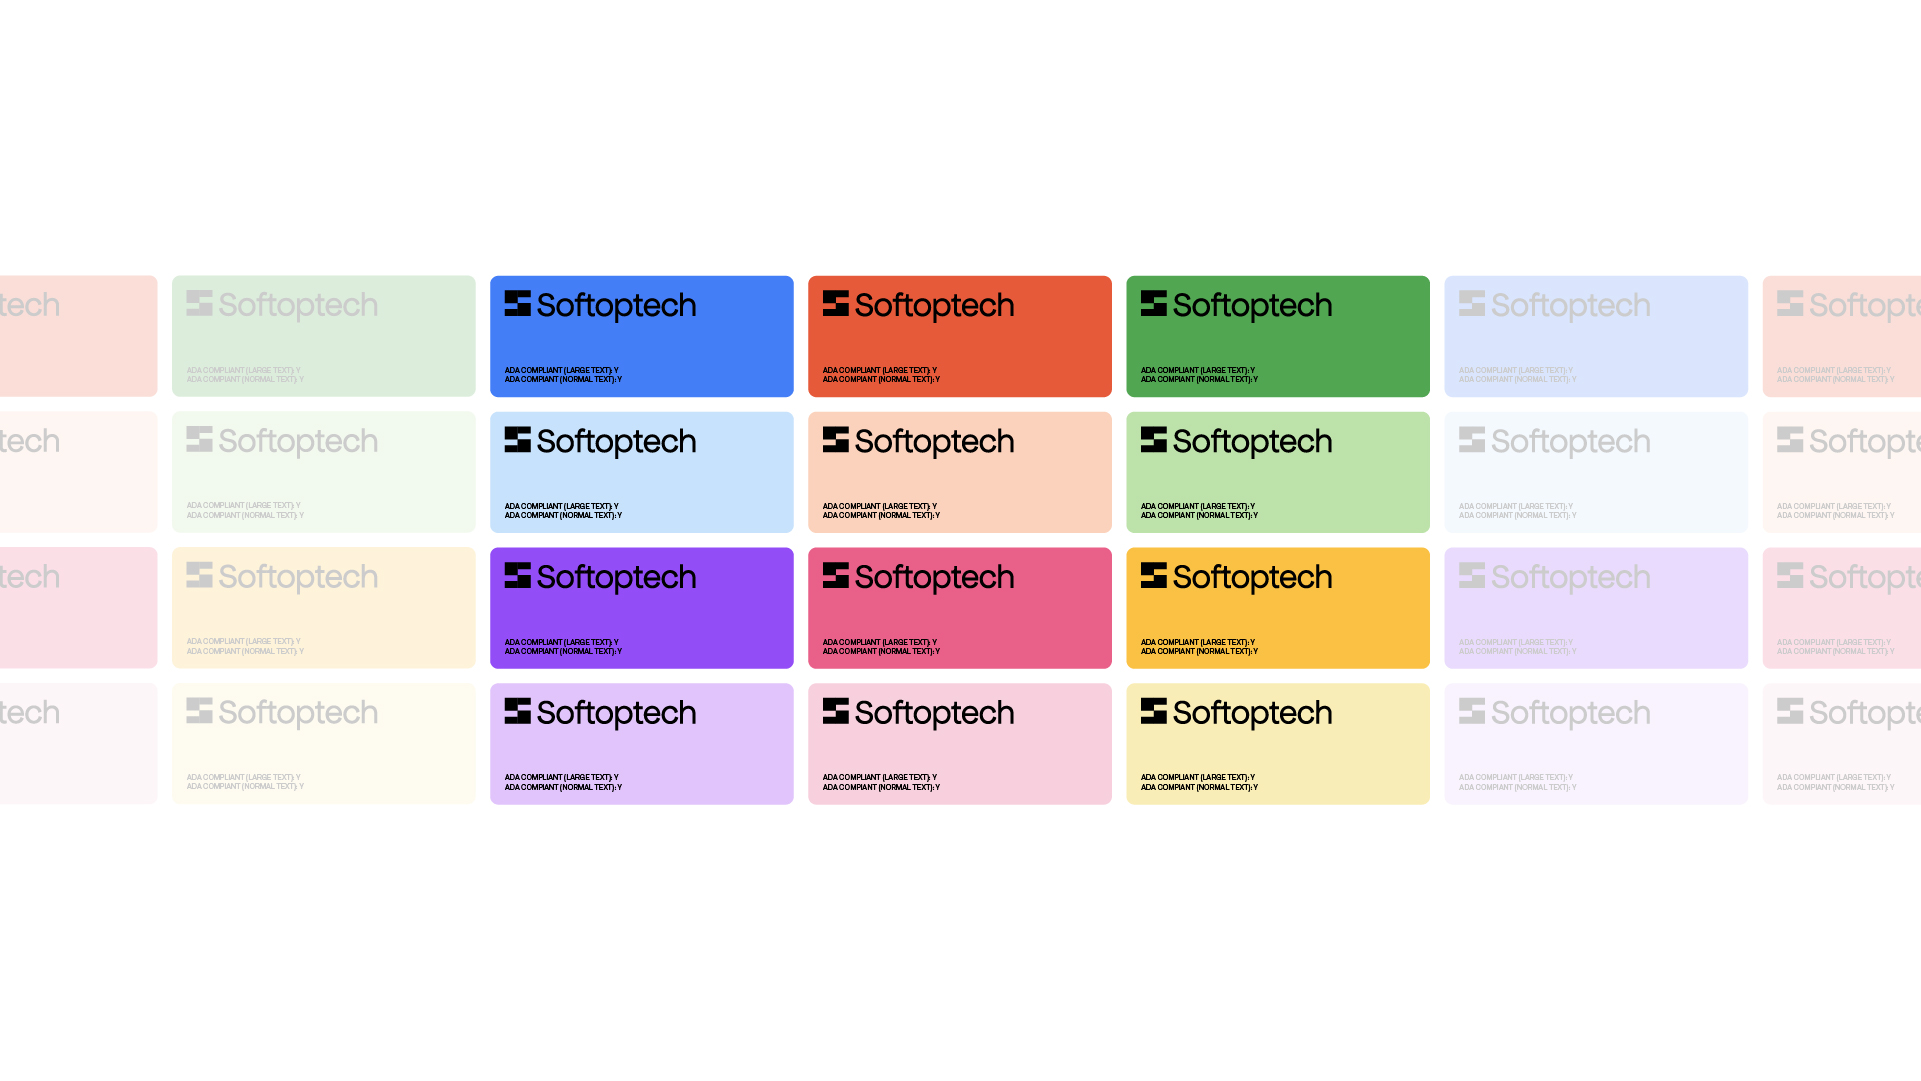 tech
Softoptech
ADA COMPLIANT (LARGE TEXT): Y
ADA COMPIANT (NORMAL TEXT): Y
Softoptech
ADA COMPLIANT (LARGE TEXT): Y
ADA COMPIANT (NORMAL TEXT): Y
Softoptech
ADA COMPLIANT (LARGE TEXT): Y
ADA COMPIANT (NORMAL TEXT): Y
Softoptech
ADA COMPLIANT (LARGE TEXT): Y
ADA COMPIANT (NORMAL TEXT): Y
Softoptech
ADA COMPLIANT (LARGE TEXT): Y
ADA COMPIANT (NORMAL TEXT): Y
Softopte
ADA COMPLIANT (LARGE TEXT): Y
ADA COMPIANT (NORMAL TEXT): Y
tech
Softoptech
ADA COMPLIANT (LARGE TEXT): Y
ADA COMPIANT (NORMAL TEXT): Y
Softoptech
ADA COMPLIANT (LARGE TEXT): Y
ADA COMPIANT (NORMAL TEXT): Y
Softoptech
ADA COMPLIANT (LARGE TEXT): Y
ADA COMPIANT (NORMAL TEXT): Y
Softoptech
ADA COMPLIANT (LARGE TEXT): Y
ADA COMPIANT (NORMAL TEXT): Y
Softoptech
ADA COMPLIANT (LARGE TEXT): Y
ADA COMPIANT (NORMAL TEXT): Y
Softopte
ADA COMPLIANT (LARGE TEXT): Y
ADA COMPIANT (NORMAL TEXT): Y
tech
Softoptech
ADA COMPLIANT (LARGE TEXT): Y
ADA COMPIANT (NORMAL TEXT): Y
Softoptech
ADA COMPLIANT (LARGE TEXT): Y
ADA COMPIANT (NORMAL TEXT): Y
Softoptech
ADA COMPLIANT (LARGE TEXT): Y
ADA COMPIANT (NORMAL TEXT): Y
Softoptech
ADA COMPLIANT (LARGE TEXT): Y
ADA COMPIANT (NORMAL TEXT): Y
Softoptech
ADA COMPLIANT (LARGE TEXT): Y
ADA COMPIANT (NORMAL TEXT): Y
Softopte
ADA COMPLIANT (LARGE TEXT): Y
ADA COMPIANT (NORMAL TEXT): Y
tech
Softoptech
ADA COMPLIANT (LARGE TEXT): Y
ADA COMPIANT (NORMAL TEXT): Y
Softoptech
ADA COMPLIANT (LARGE TEXT): Y
ADA COMPIANT (NORMAL TEXT): Y
Softoptech
ADA COMPLIANT (LARGE TEXT): Y
ADA COMPIANT (NORMAL TEXT): Y
Softoptech
ADA COMPLIANT (LARGE TEXT): Y
ADA COMPIANT (NORMAL TEXT): Y
Softoptech
ADA COMPLIANT (LARGE TEXT): Y
ADA COMPIANT (NORMAL TEXT): Y
Softopte
ADA COMPLIANT (LARGE TEXT): Y
ADA COMPIANT (NORMAL TEXT): Y